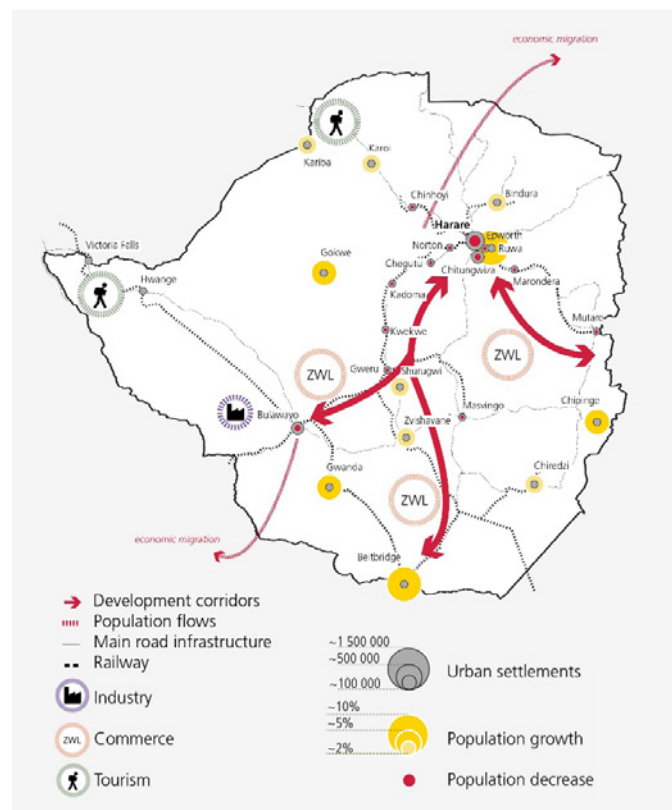 economic migration
Kariba
Karoi
Chinhoyi
Bindura
Harare
Epworth
Ruwa
Norton
Chegutu
Chitungwiza
Marondera
Victoria Falls
Hwange
Gokwe
Kadoma
Mutare
Kwekwe
ZWL
ZWL
Gweru
Shurugwi
Bulawayo
Masvingo
Chipinge
Zvishavane
Gwanda
Chiredzi
ZWL
economic migration
Beitbridge
Development corridors
Population flows
Main road infrastructure
Railway
Industry
ZWL
Commerce
Tourism
~1 500 000
~500 000
~100 000
Urban settlements
~10%
~5%
~2%
Population growth
Population decrease